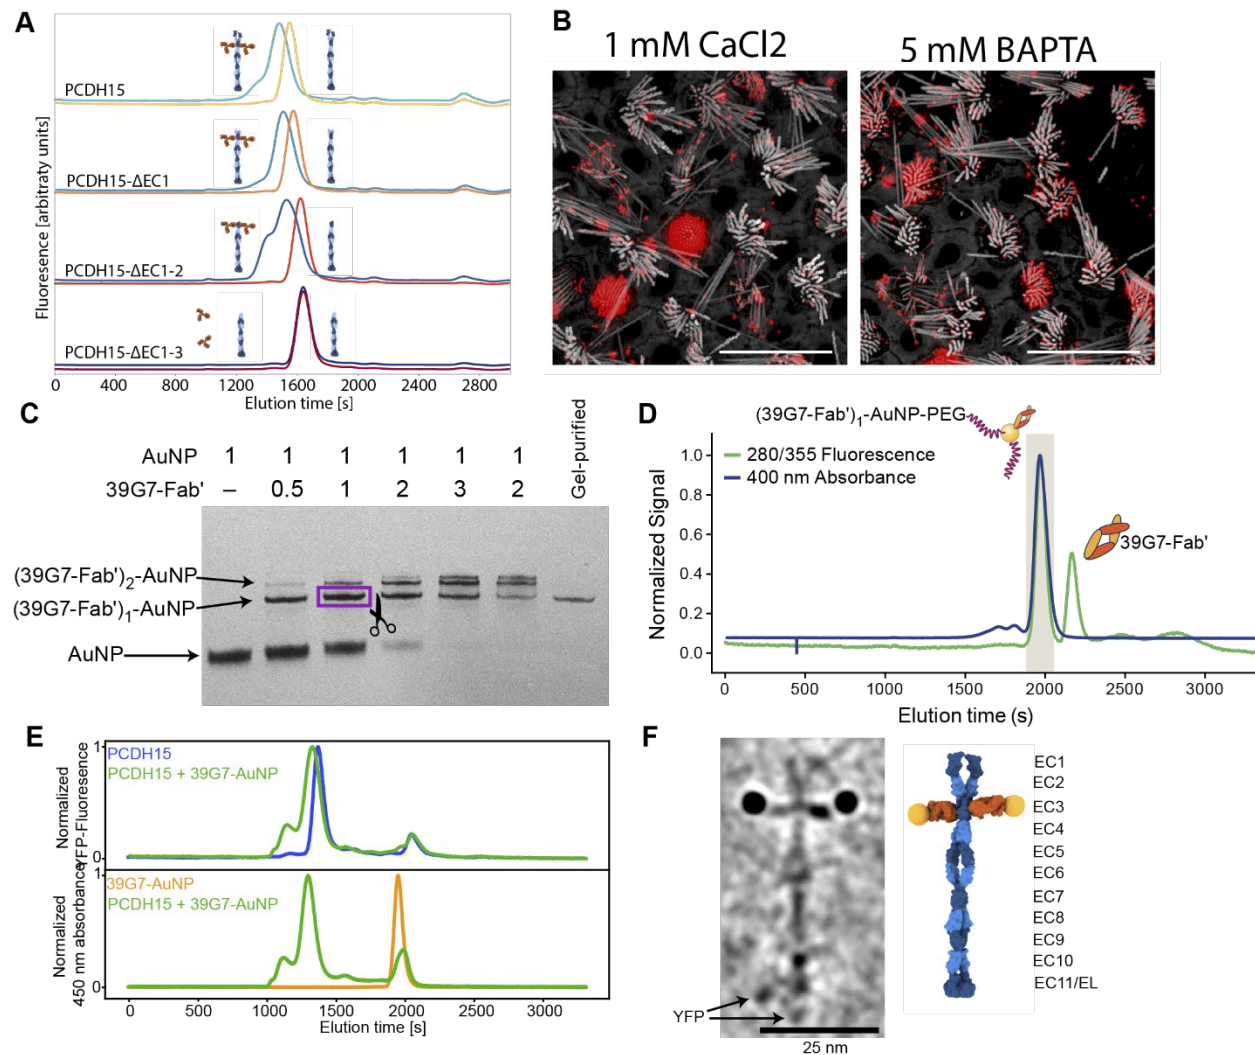 A
Fluoresence [arbitraty units]
PCDH15
PCDH15-ΔEC1
PCDH15-ΔEC1-2
PCDH15-ΔEC1-3
0 400 800 1200 1600 2000 2400 2800
Elution time [s]
B
1 mM CaCl2
5 mM BAPTA
C
AuNP 1 1 1 1 1 1
39G7-Fab' – 0.5 1 2 3 2
Gel-purified
(39G7-Fab')2-AuNP
(39G7-Fab')1-AuNP
AuNP
D
(39G7-Fab')1-AuNP-PEG
280/355 Fluorescence
400 nm Absorbance
39G7-Fab'
Normalized Signal
1.0
0.8
0.6
0.4
0.2
0.0
0 500 1000 1500 2000 2500 3000
Elution time (s)
E
Normalized
YFP-Fluoresence
1
0
PCDH15
PCDH15 + 39G7-AuNP
Normalized
450 nm absorbance
1
0
39G7-AuNP
PCDH15 + 39G7-AuNP
0 500 1000 1500 2000 2500 3000
Elution time [s]
F
YFP
25 nm
EC1
EC2
EC3
EC4
EC5
EC6
EC7
EC8
EC9
EC10
EC11/EL